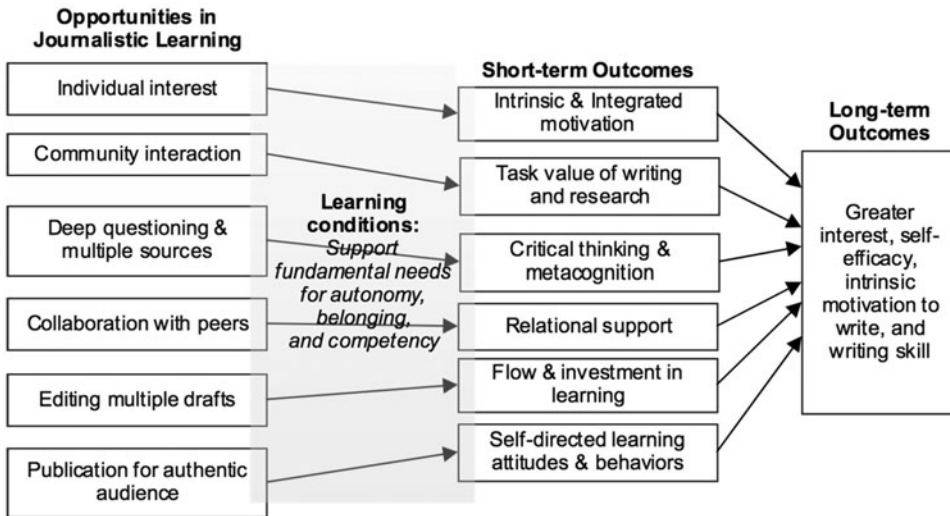 Opportunities in
Journalistic Learning
Individual interest
Community interaction
Deep questioning &
multiple sources
Collaboration with peers
Editing multiple drafts
Publication for authentic
audience
Learning
conditions:
Support
fundamental needs
for autonomy,
belonging,
and competency
Short-term Outcomes
Intrinsic & Integrated
motivation
Task value of writing
and research
Critical thinking &
metacognition
Relational support
Flow & investment in
learning
Self-directed learning
attitudes & behaviors
Long-term
Outcomes
Greater
interest, self-
efficacy,
intrinsic
motivation to
write, and
writing skill